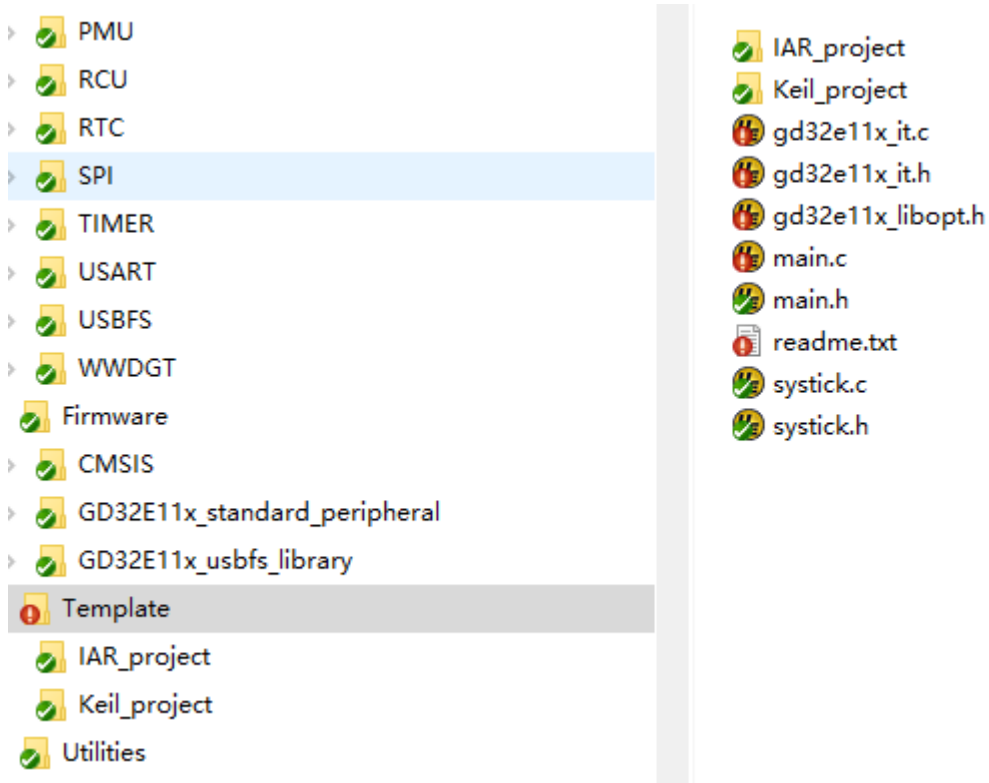 PMU
RCU
RTC
SPI
TIMER
USART
USBFS
WWDGT
Firmware
CMSIS
GD32E11x_standard_peripheral
GD32E11x_usbfs_library
Template
IAR_project
Keil_project
Utilities
IAR_project
Keil_project
gd32e11x_it.c
gd32e11x_it.h
gd32e11x_libopt.h
main.c
main.h
readme.txt
systick.c
systick.h